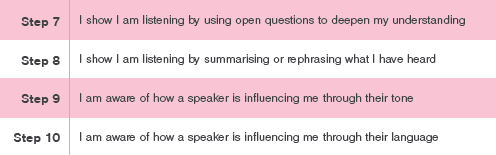 Step 7 I show I am listening by using open questions to deepen my understanding
Step 8 I show I am listening by summarising or rephrasing what I have heard
Step 9 I am aware of how a speaker is influencing me through their tone
Step 10 I am aware of how a speaker is influencing me through their language